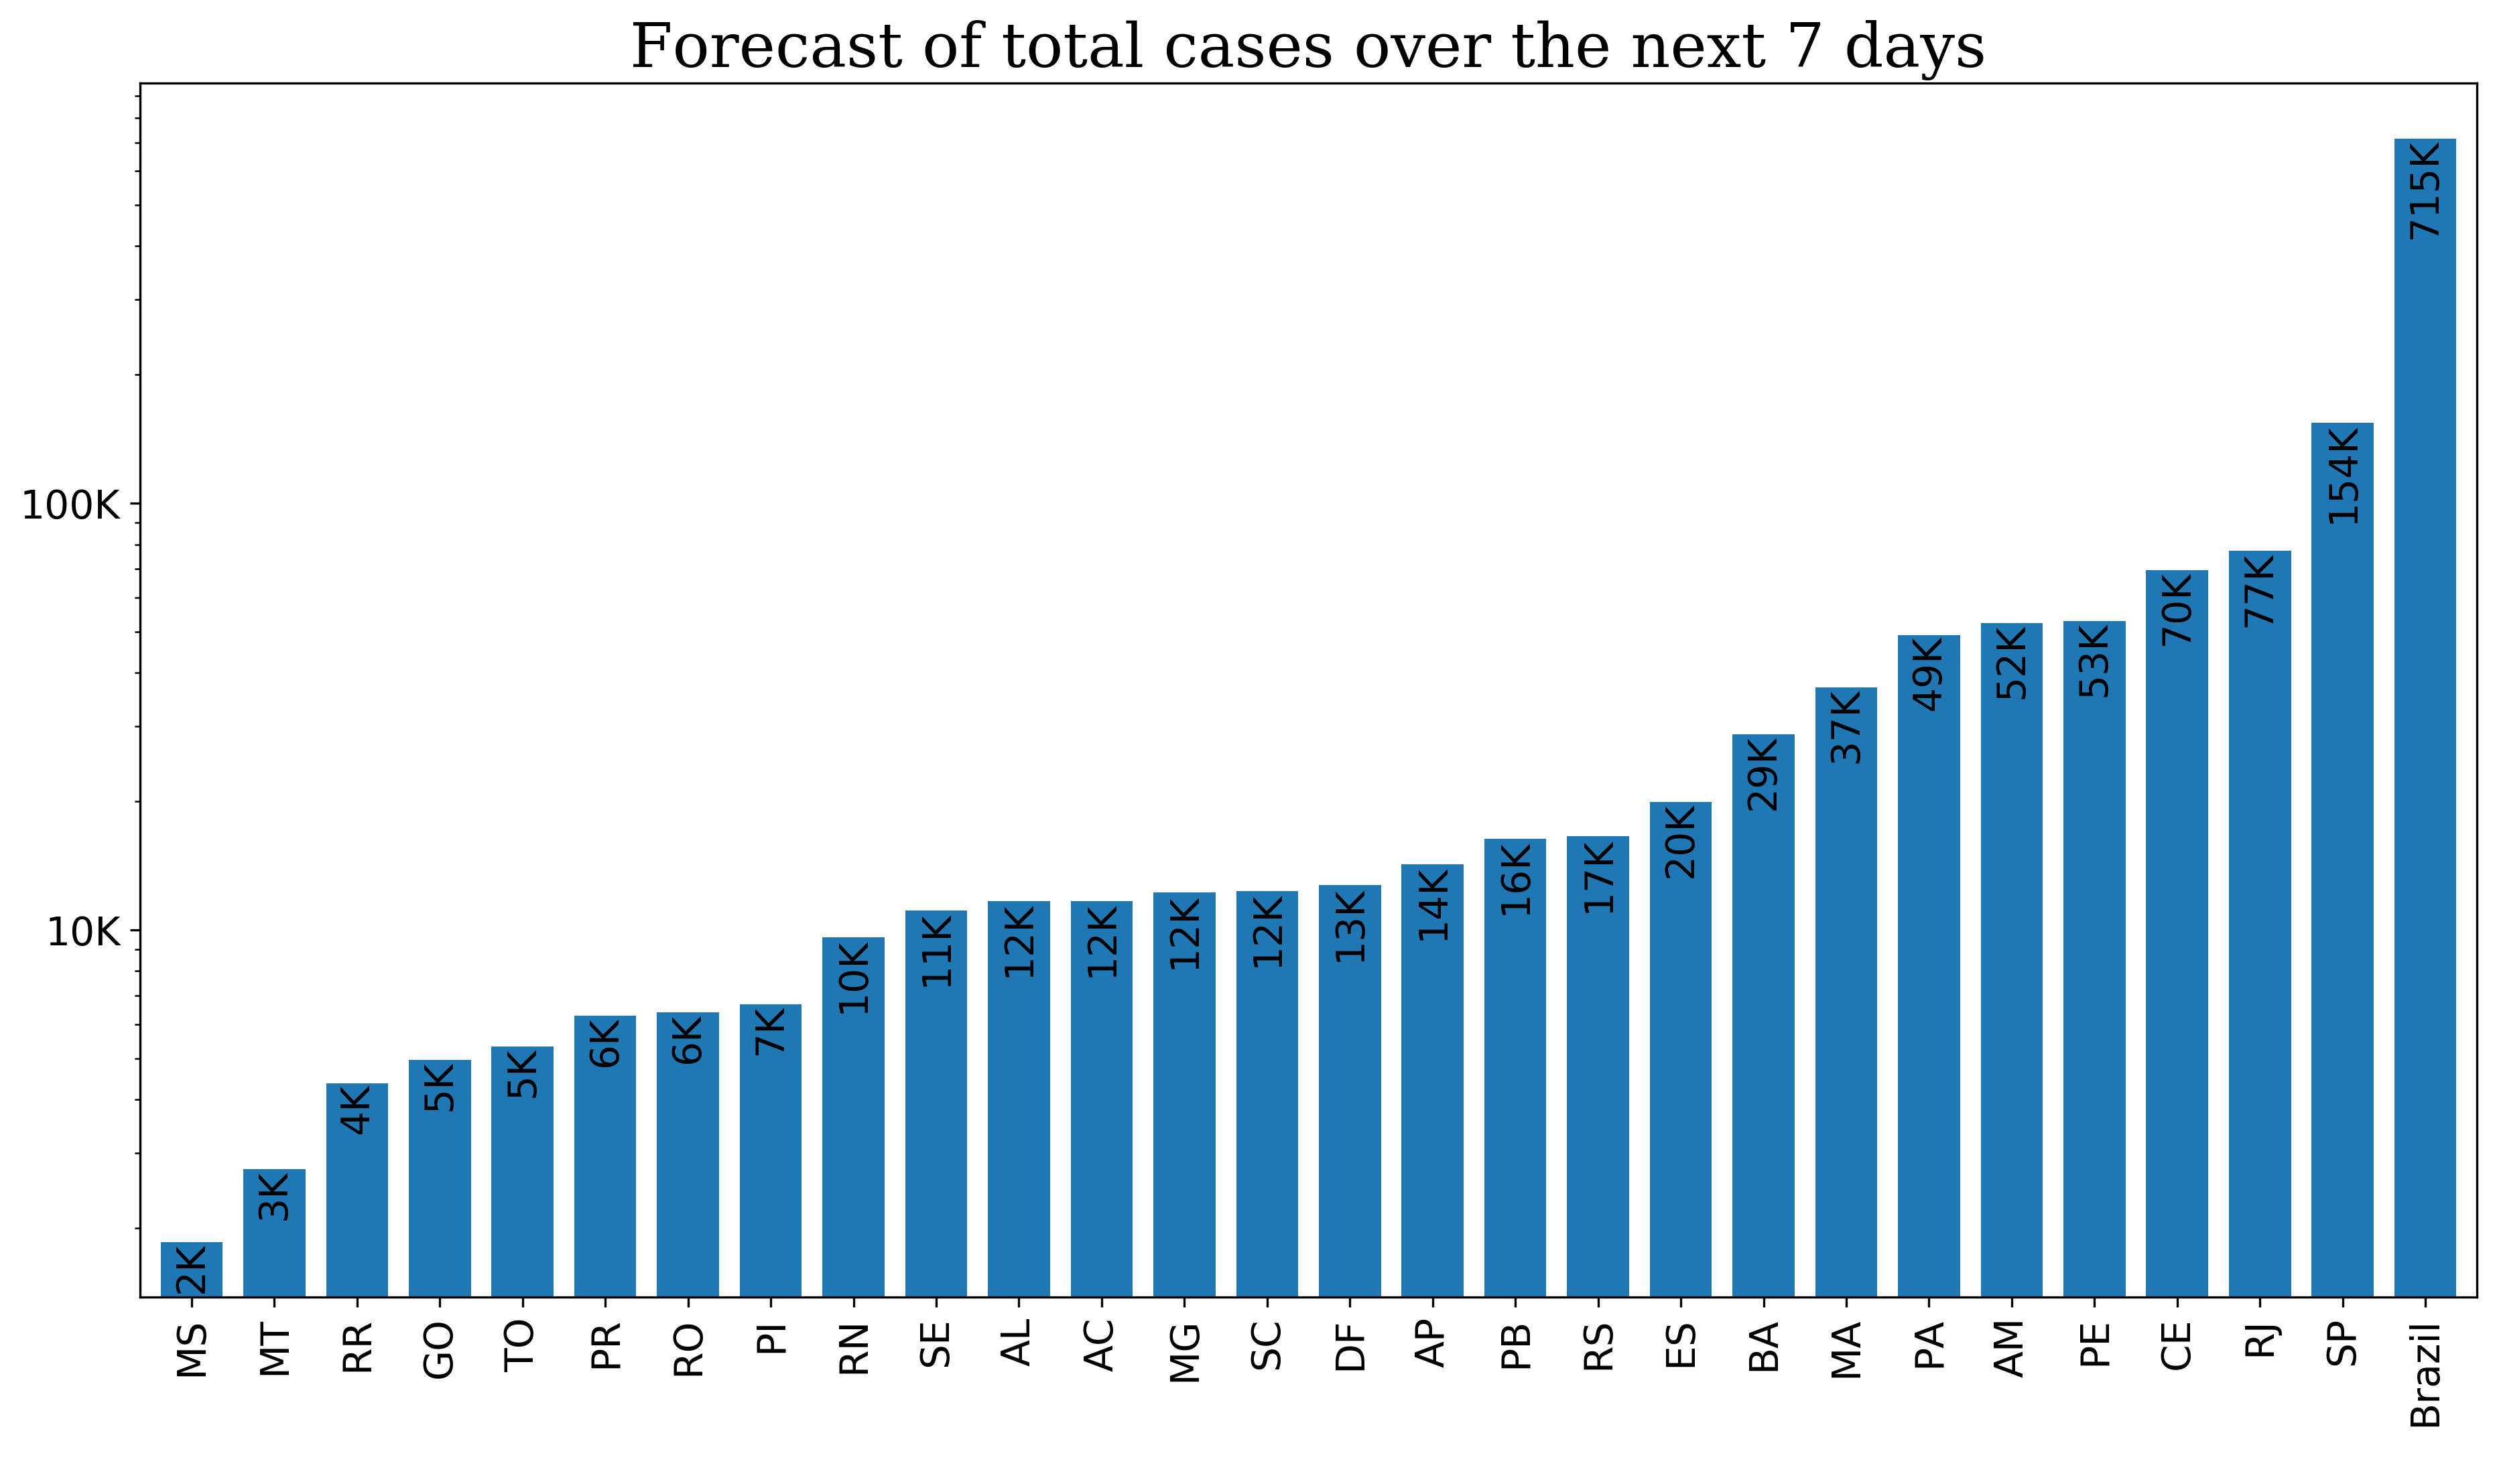 Forecast of total cases over the next 7 days
100K
10K
2K
3K
4K
5K
5K
6K
6K
7K
10K
11K
12K
12K
12K
12K
13K
14K
16K
17K
20K
29K
37K
49K
52K
53K
70K
77K
154K
715K
MS
MT
RR
GO
TO
PR
RO
PI
RN
SE
AL
AC
MG
SC
DF
AP
PB
RS
ES
BA
MA
PA
AM
PE
CE
RJ
SP
Brazil